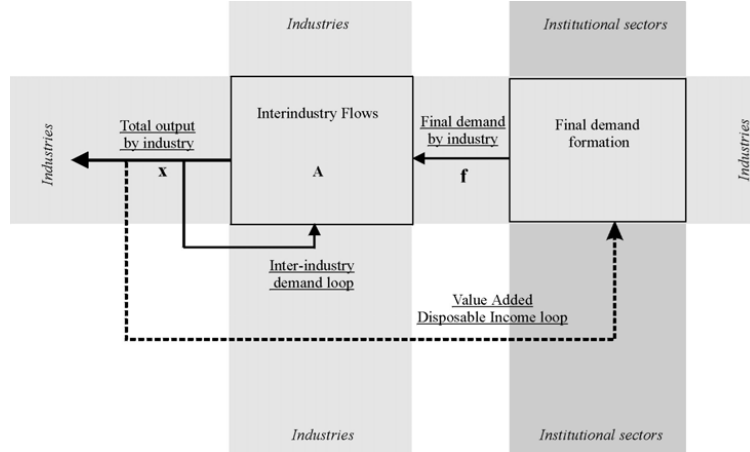 Industries
Institutional sectors
Industries
Total output
by industry
x
Interindustry Flows
A
Final demand
by industry
f
Final demand
formation
Industries
Inter-industry
demand loop
Value Added
Disposable Income loop
Industries
Institutional sectors